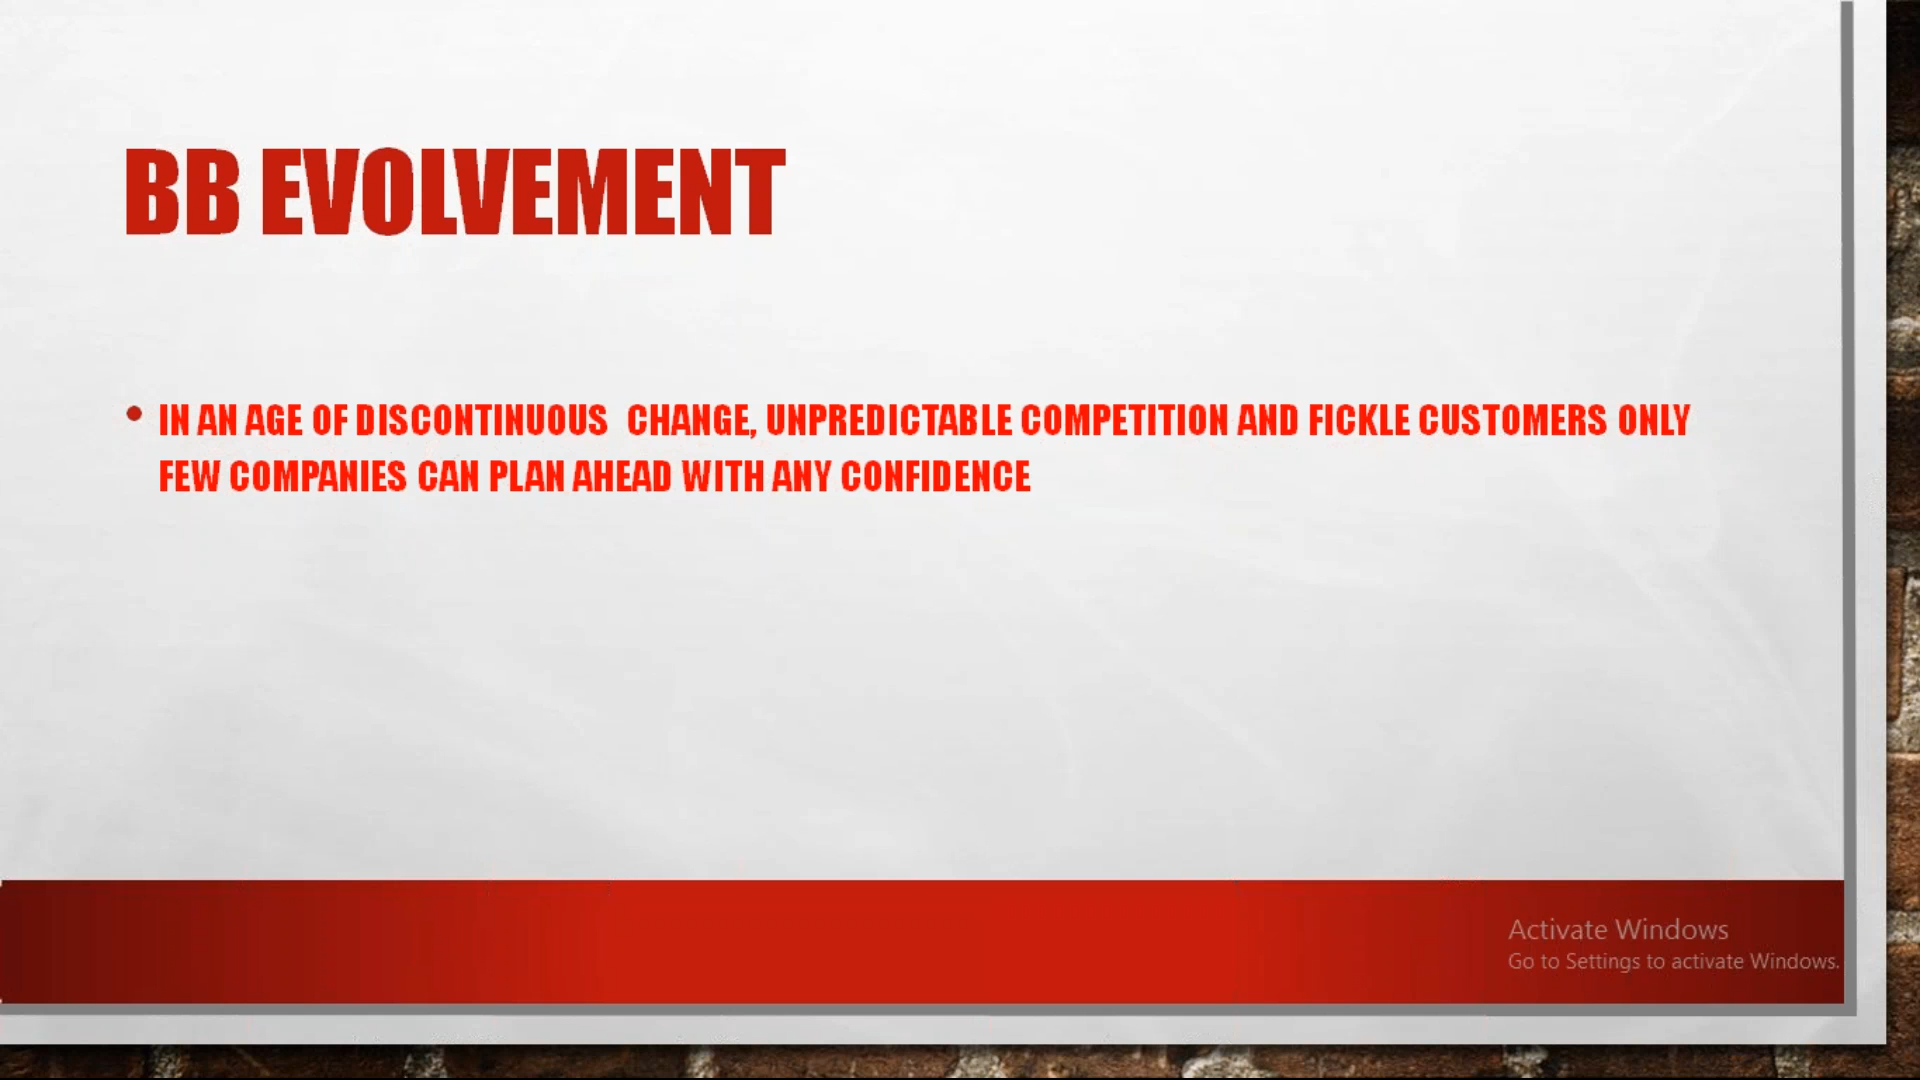 BB EVOLVEMENT
• IN AN AGE OF DISCONTINUOUS  CHANGE, UNPREDICTABLE COMPETITION AND FICKLE CUSTOMERS ONLY
FEW COMPANIES CAN PLAN AHEAD WITH ANY CONFIDENCE
Activate Windows
Go to Settings to activate Windows.